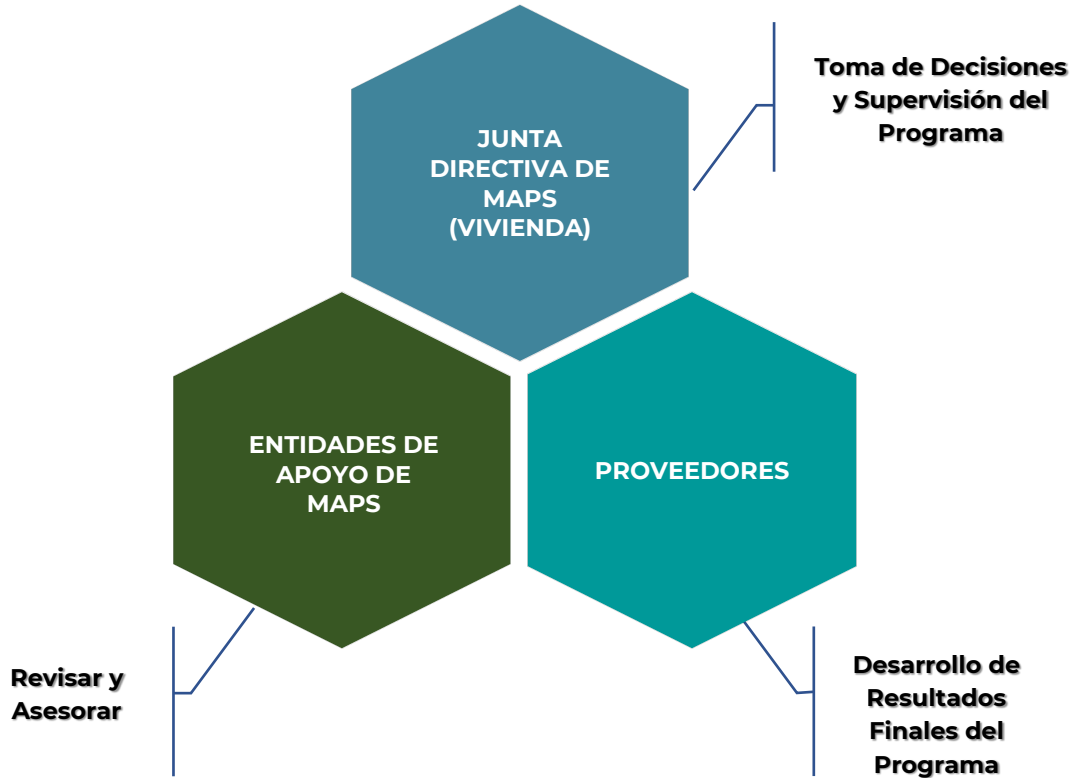 Toma de Decisiones
y Supervisión del
Programa
JUNTA
DIRECTIVA DE
MAPS
(VIVIENDA)
ENTIDADES DE
APOYO DE
MAPS
PROVEEDORES
Revisar y
Asesorar
Desarrollo de
Resultados
Finales del
Programa